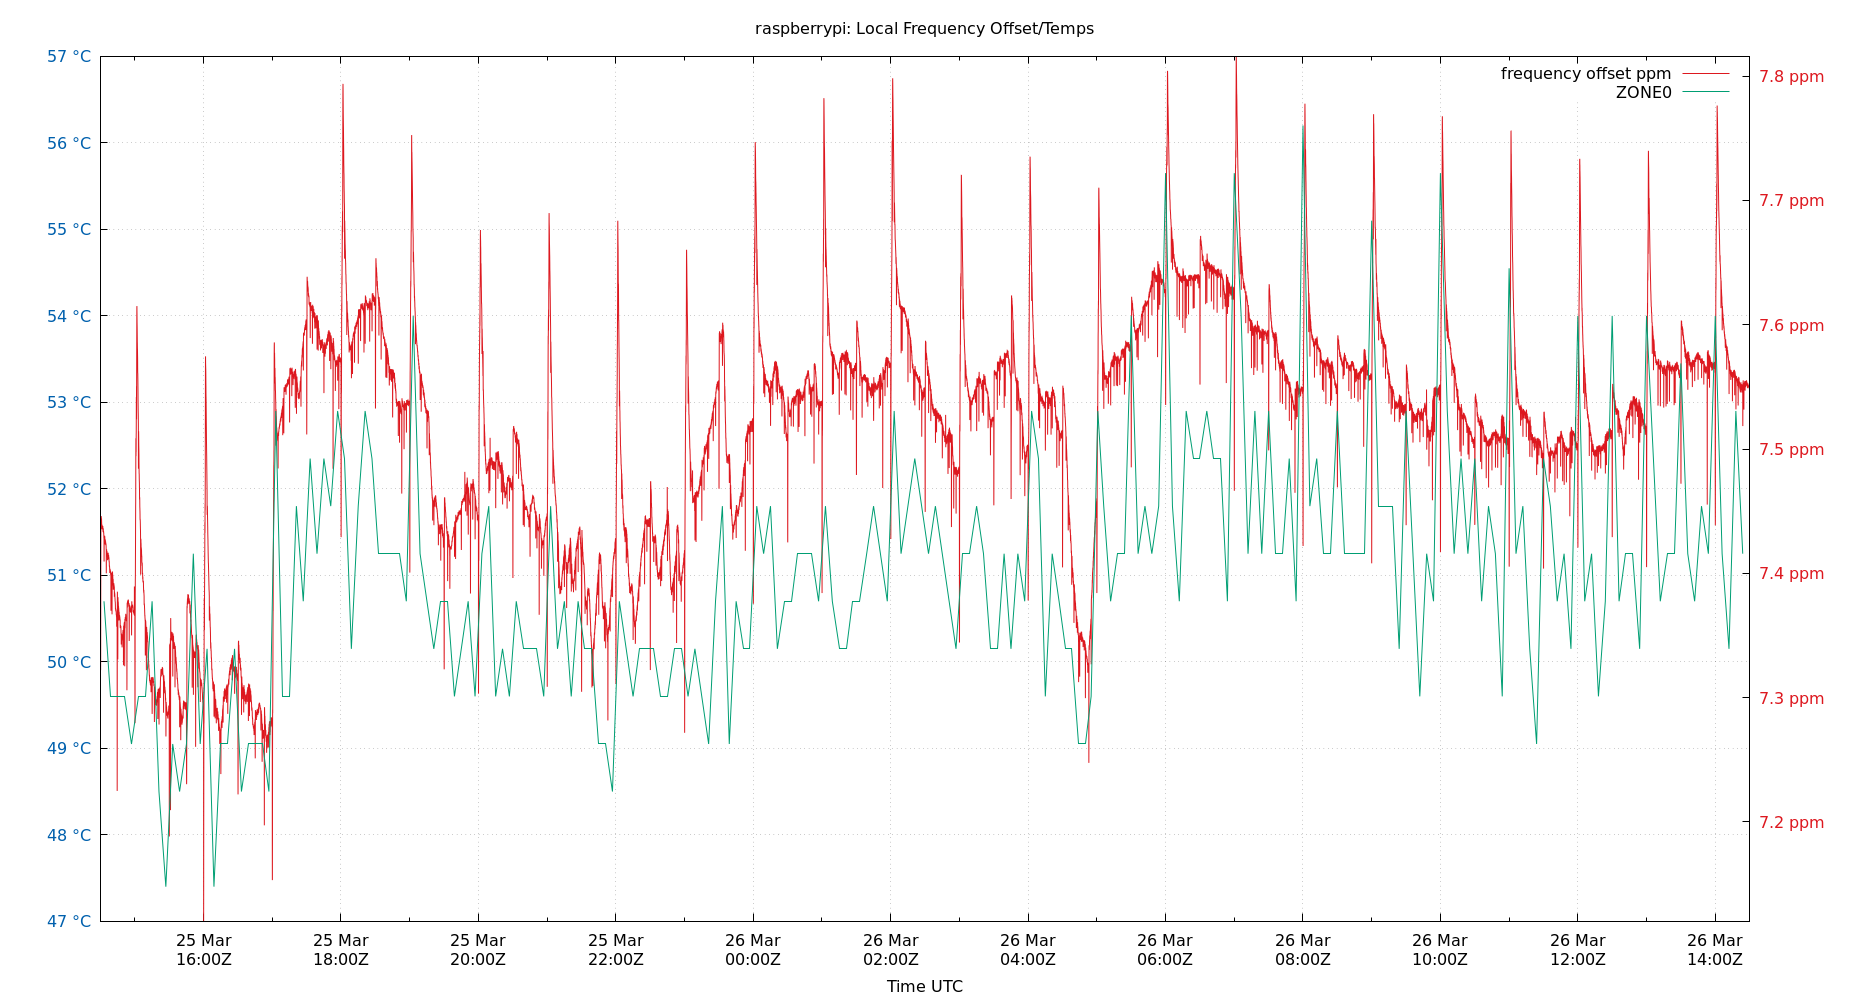 raspberrypi: Local Frequency Offset/Temps
frequency offset ppm
ZONE0
57 °C
56 °C
55 °C
54 °C
53 °C
52 °C
51 °C
50 °C
49 °C
48 °C
47 °C
7.8 ppm
7.7 ppm
7.6 ppm
7.5 ppm
7.4 ppm
7.3 ppm
7.2 ppm
25 Mar
16:00Z
25 Mar
18:00Z
25 Mar
20:00Z
25 Mar
22:00Z
26 Mar
00:00Z
26 Mar
02:00Z
26 Mar
04:00Z
26 Mar
06:00Z
26 Mar
08:00Z
26 Mar
10:00Z
26 Mar
12:00Z
26 Mar
14:00Z
Time UTC